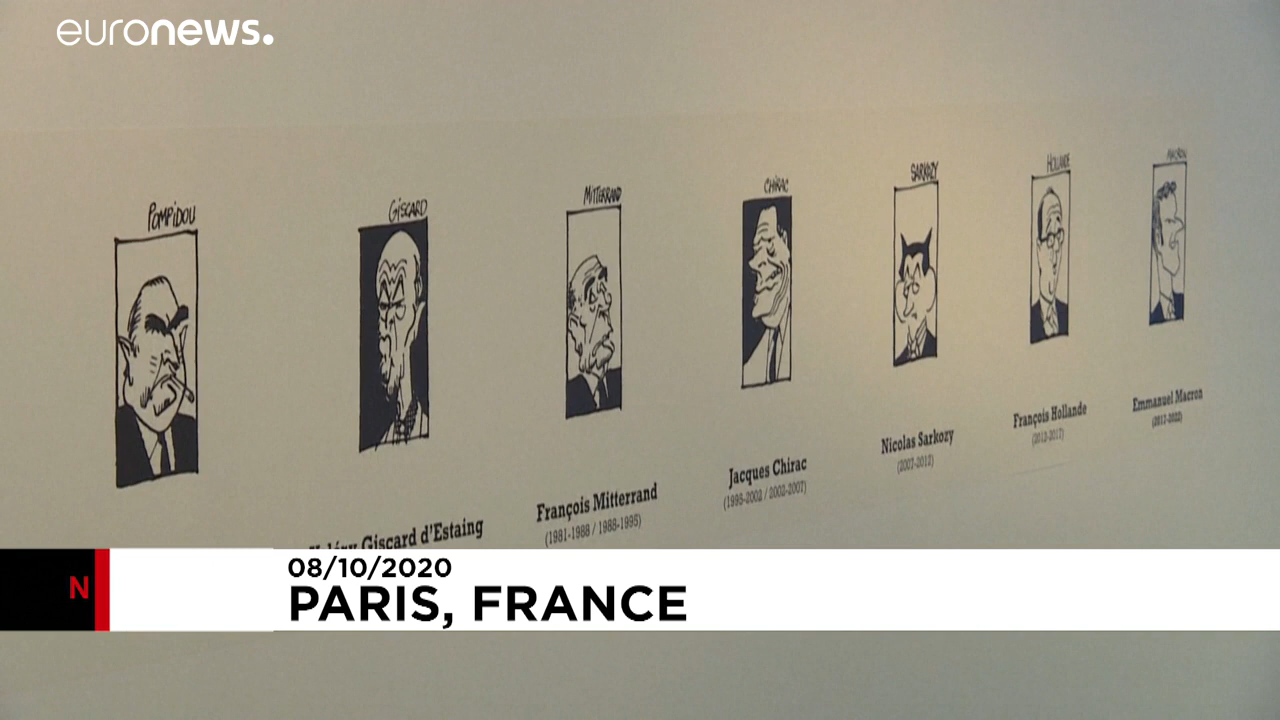 euronews.
POMPIDOU
GISCARD
MITTERRAND
CHIRAC
SARKOZY
HOLLANDE
MACRON
Valéry Giscard d'Estaing
François Mitterrand
(1981-1988 / 1988-1995)
Jacques Chirac
(1995-2002 / 2002-2007)
Nicolas Sarkozy
(2007-2012)
François Hollande
(2012-2017)
Emmanuel Macron
(2017-2022)
N
08/10/2020
PARIS, FRANCE